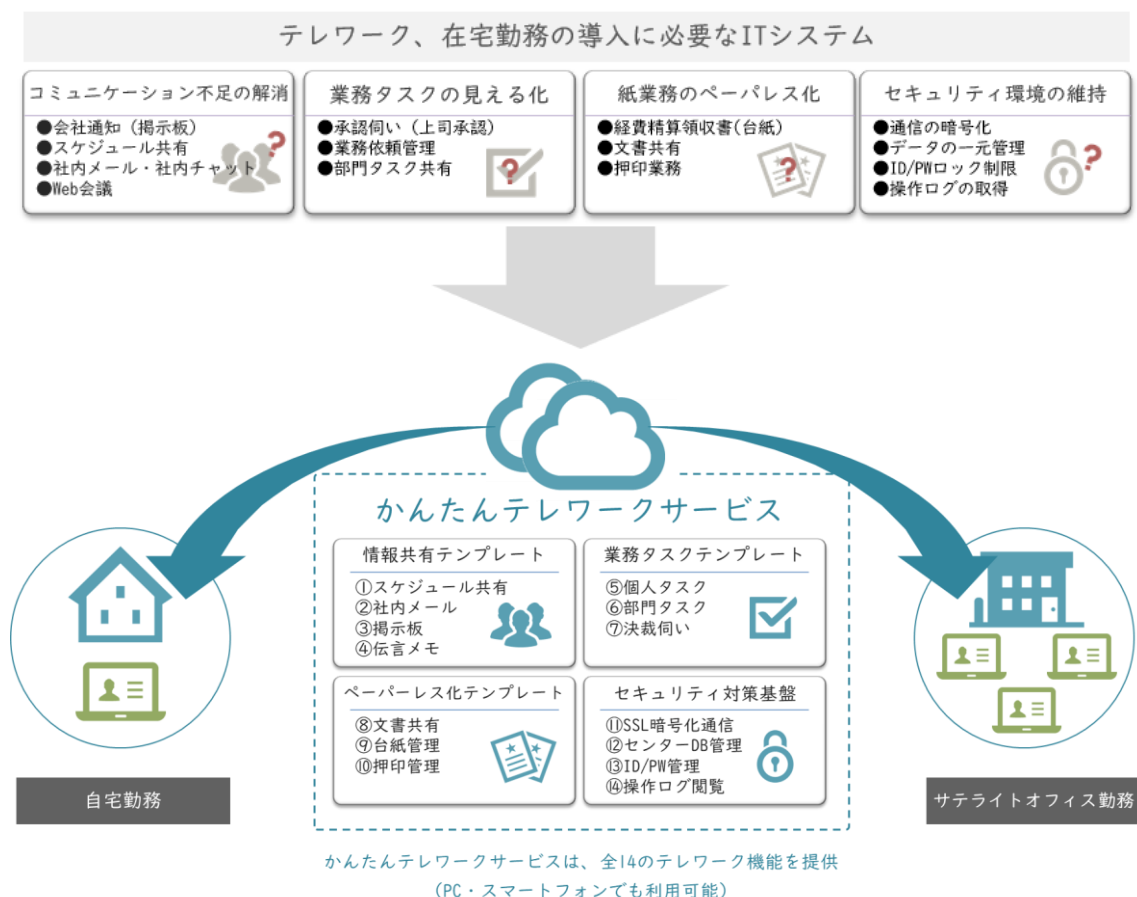 テレワーク、在宅勤務の導入に必要なITシステム
コミュニケーション不足の解消
●会社通知（掲示板）
●スケジュール共有
●社内メール・社内チャット
●Web会議
業務タスクの見える化
●承認伺い（上司承認）
●業務依頼管理
●部門タスク共有
紙業務のペーパレス化
●経費精算領収書(台紙)
●文書共有
●押印業務
セキュリティ環境の維持
●通信の暗号化
●データの一元管理
●ID/PWロック制限
●操作ログの取得
かんたんテレワークサービス
情報共有テンプレート
①スケジュール共有
②社内メール
③掲示板
④伝言メモ
業務タスクテンプレート
⑤個人タスク
⑥部門タスク
⑦決裁伺い
ペーパーレス化テンプレート
⑧文書共有
⑨台紙管理
⑩押印管理
セキュリティ対策基盤
⑪SSL暗号化通信
⑫センターDB管理
⑬ID/PW管理
⑭操作ログ閲覧
自宅勤務
サテライトオフィス勤務
かんたんテレワークサービスは、全14のテレワーク機能を提供
（PC・スマートフォンでも利用可能）